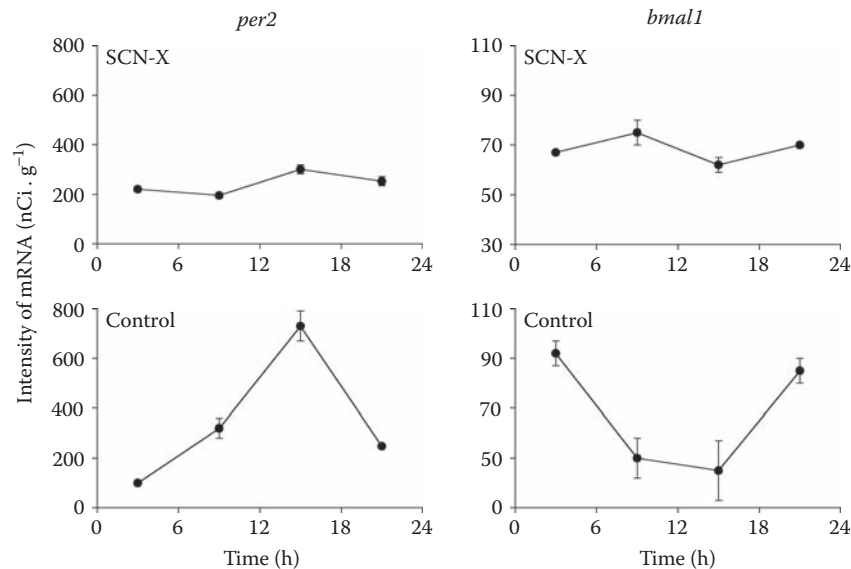 per2
bmal1
Intensity of mRNA (nCi . g⁻¹)
800
SCN-X
600
400
200
0
0 6 12 18 24
110
SCN-X
90
70
50
30
0 6 12 18 24
800
Control
600
400
200
0
0 6 12 18 24
Time (h)
110
Control
90
70
50
0
0 6 12 18 24
Time (h)